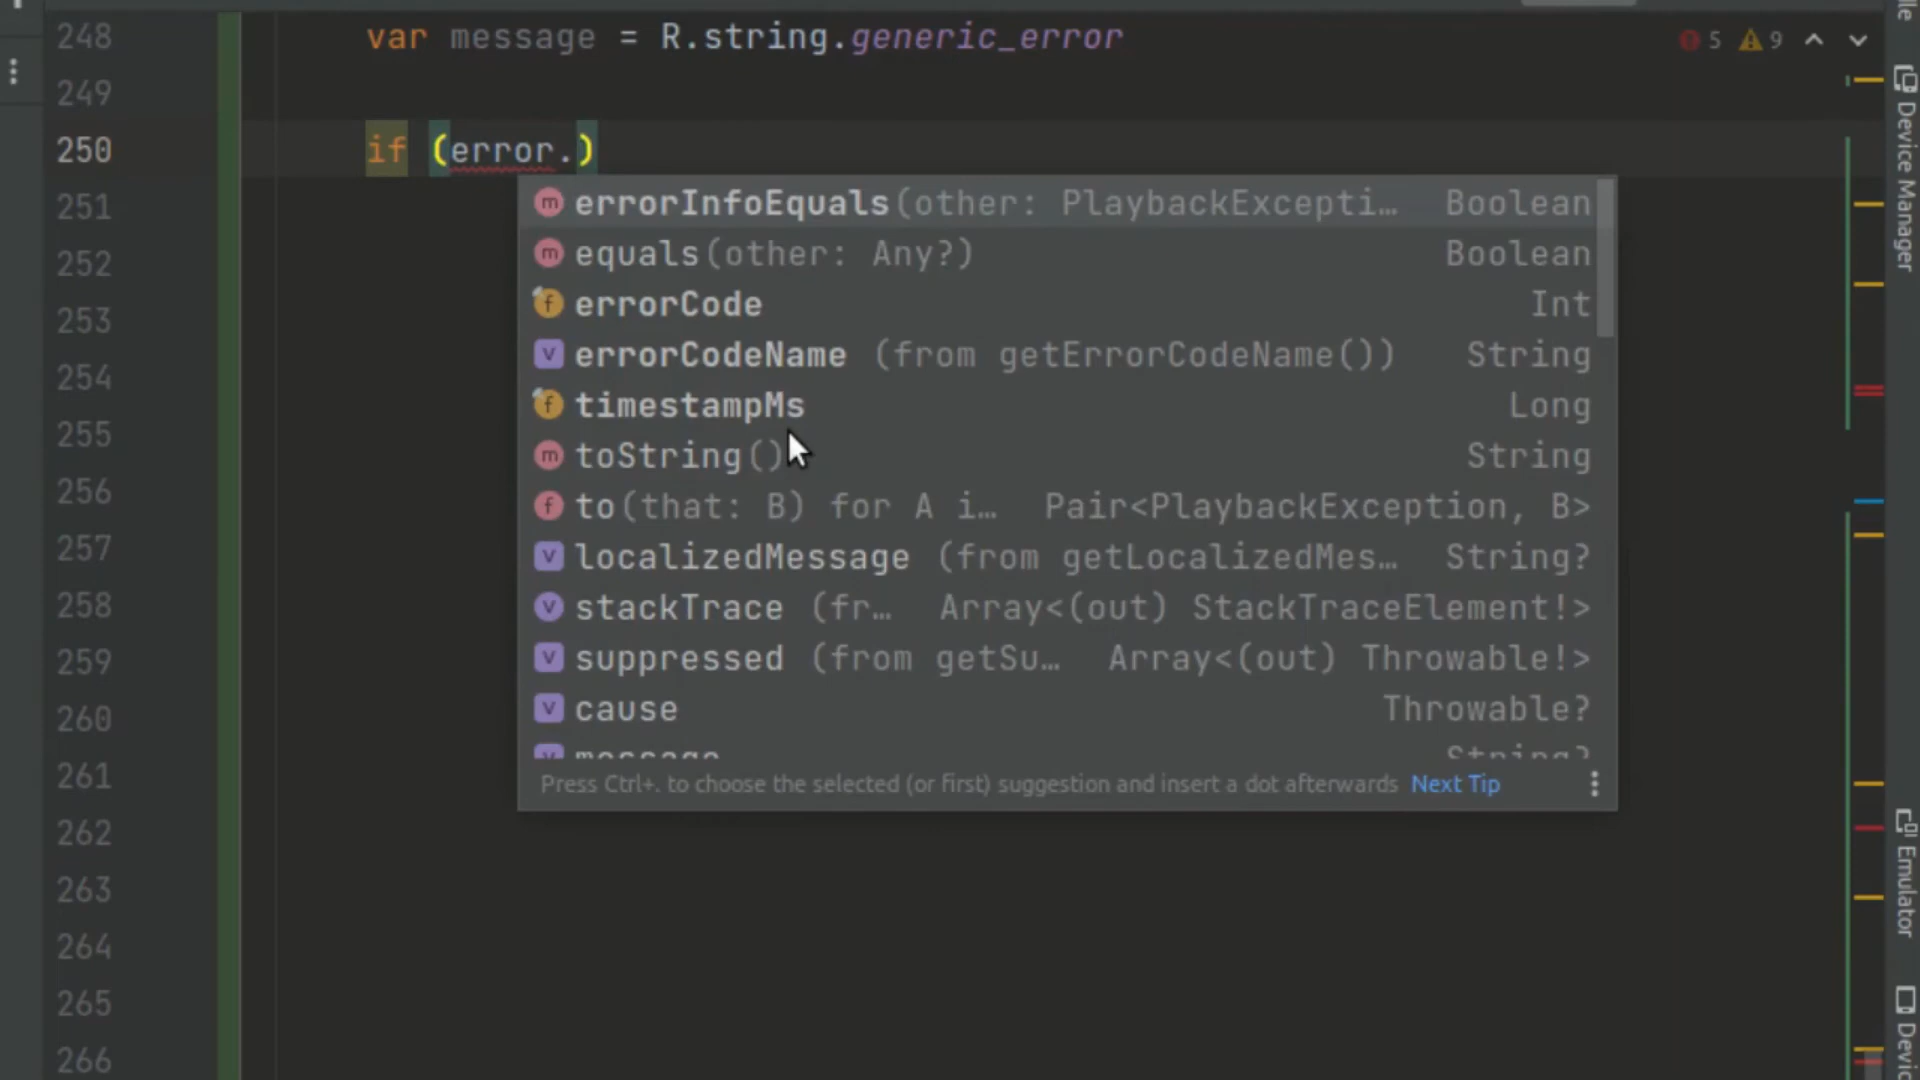 248 var message = R.string.generic_error
5 9
249
250 if (error.)
251
252
253
254
255
256
257
258
259
260
261
262
263
264
265
266
m errorInfoEquals(other: PlaybackExcepti… Boolean
m equals(other: Any?) Boolean
f errorCode Int
v errorCodeName (from getErrorCodeName()) String
f timestampMs Long
m toString() String
f to(that: B) for A i… Pair<PlaybackException, B>
v localizedMessage (from getLocalizedMes… String?
v stackTrace (fr… Array<(out) StackTraceElement!>
v suppressed (from getSu… Array<(out) Throwable!>
v cause Throwable?
v message String?
Press Ctrl+. to choose the selected (or first) suggestion and insert a dot afterwards Next Tip
Device Manager
Emulator